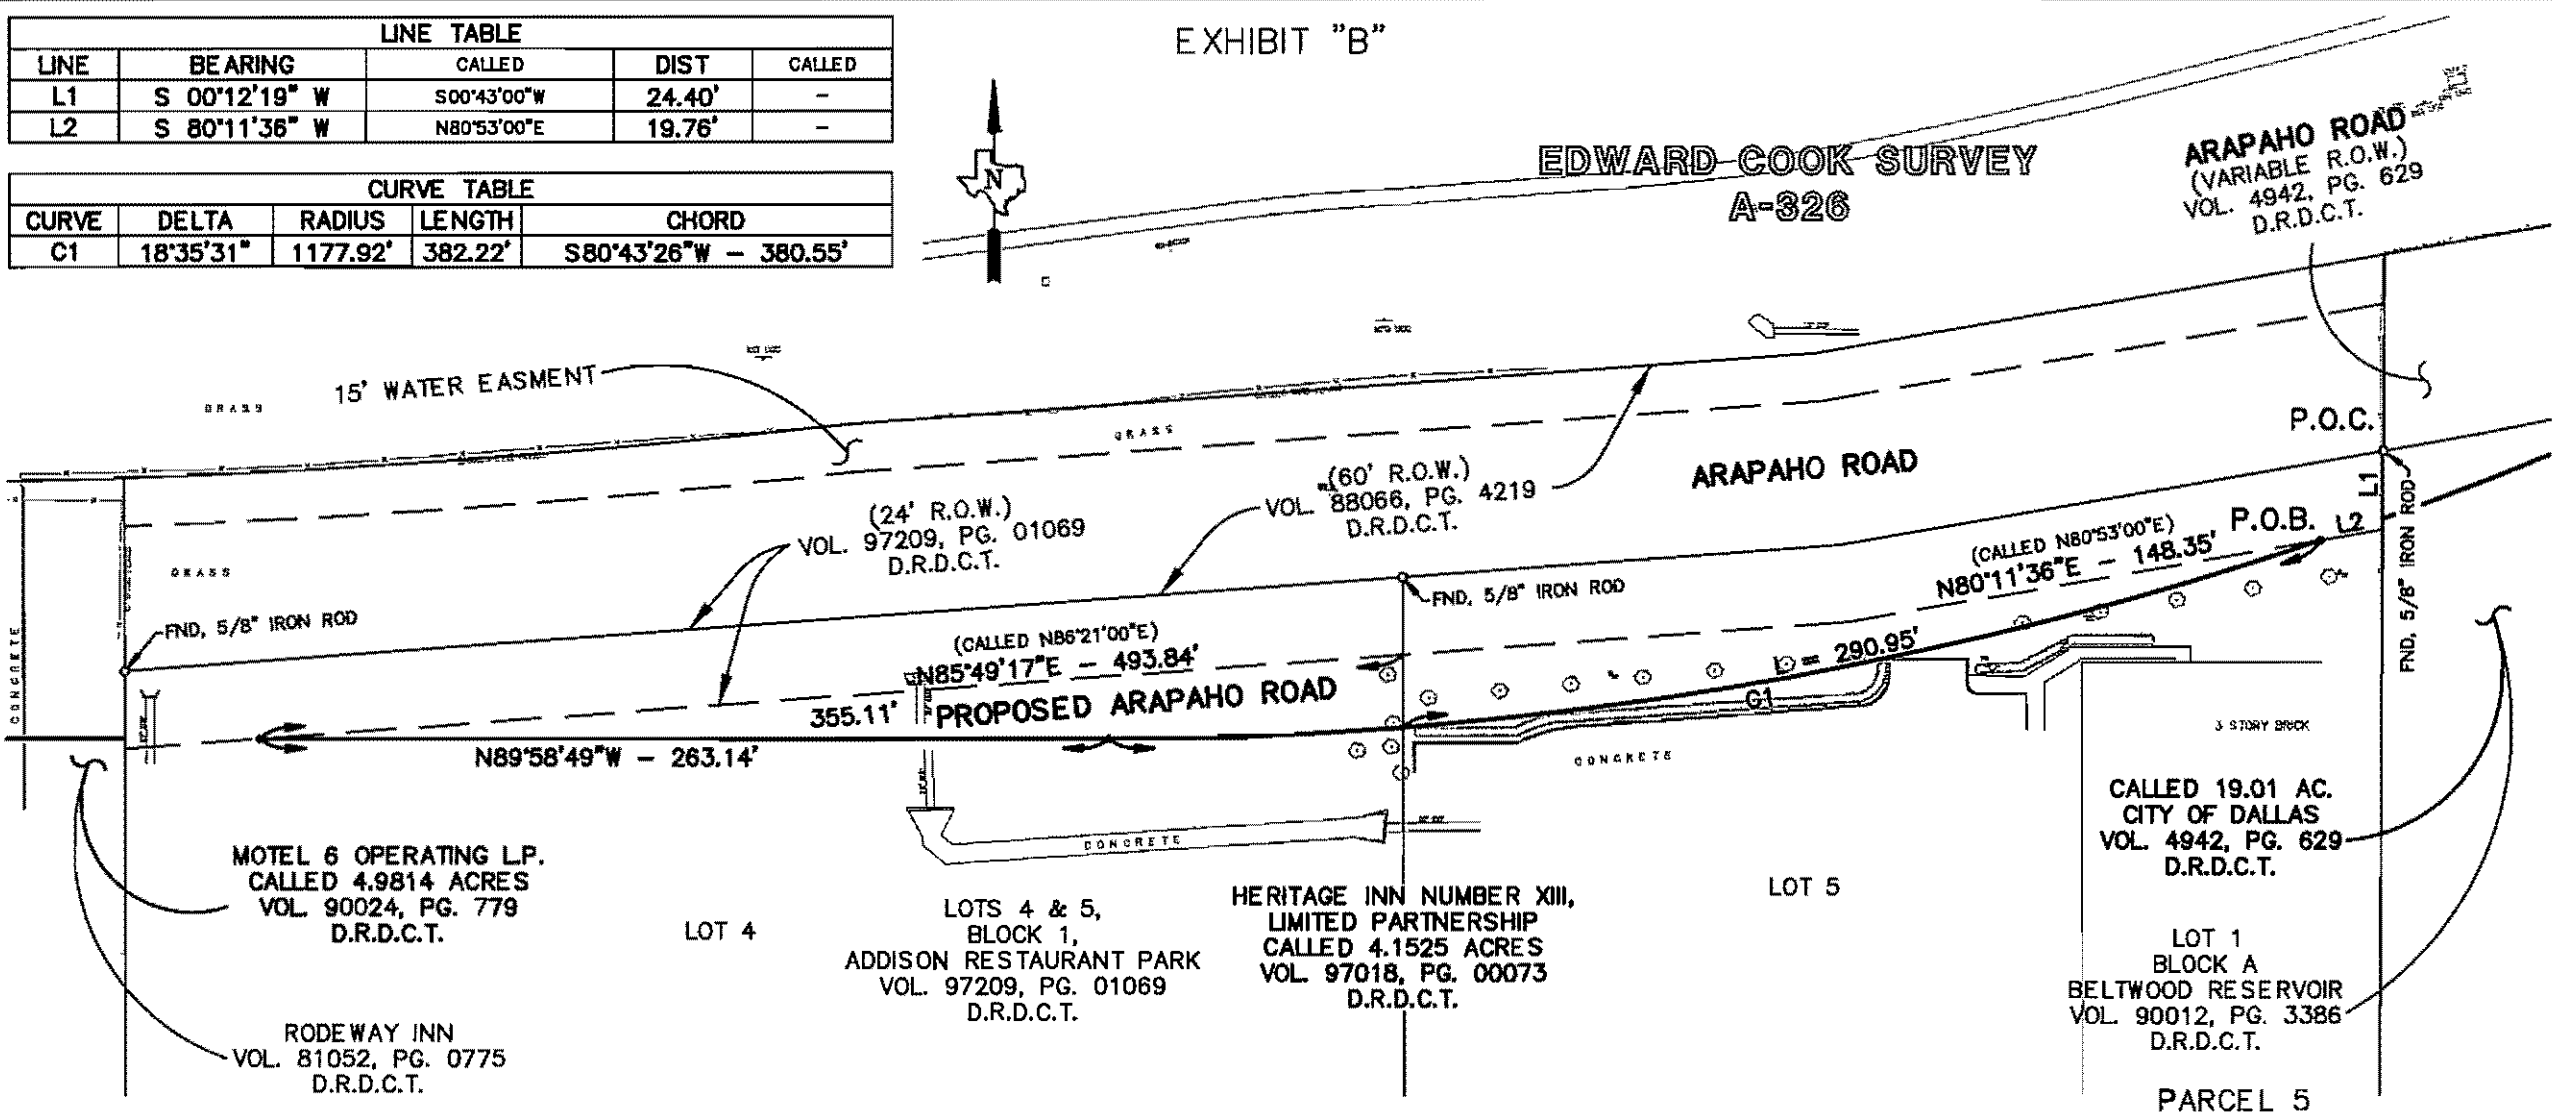 EXHIBIT "B"
LINE TABLE
LINE BEARING CALLED DIST CALLED
L1 S 00°12'19" W S00°43'00"W 24.40' -
L2 S 80°11'36" W N80°53'00"E 19.76' -
CURVE TABLE
CURVE DELTA RADIUS LENGTH CHORD
C1 18°35'31" 1177.92' 382.22' S80°43'26"W - 380.55'
N
EDWARD COOK SURVEY
A-326
ARAPAHO ROAD
(VARIABLE R.O.W.)
VOL. 4942, PG. 629
D.R.D.C.T.
15' WATER EASMENT
GRASS
GRASS
P.O.C.
(60' R.O.W.)
VOL. 88066, PG. 4219
D.R.D.C.T.
ARAPAHO ROAD
(24' R.O.W.)
VOL. 97209, PG. 01069
D.R.D.C.T.
L1
FND, 5/8" IRON ROD
P.O.B.
L2
(CALLED N80°53'00"E)
N80°11'36"E - 148.35'
GRASS
FND, 5/8" IRON ROD
FND, 5/8" IRON ROD
CONCRETE
(CALLED N86°21'00"E)
N85°49'17"E - 493.84'
L = 290.95'
355.11'
PROPOSED ARAPAHO ROAD
C1
3 STORY BRICK
N89°58'49"W - 263.14'
CONCRETE
CONCRETE
CALLED 19.01 AC.
CITY OF DALLAS
VOL. 4942, PG. 629
D.R.D.C.T.
MOTEL 6 OPERATING L.P.
CALLED 4.9814 ACRES
VOL. 90024, PG. 779
D.R.D.C.T.
LOT 4
LOTS 4 & 5,
BLOCK 1,
ADDISON RESTAURANT PARK
VOL. 97209, PG. 01069
D.R.D.C.T.
HERITAGE INN NUMBER XIII,
LIMITED PARTNERSHIP
CALLED 4.1525 ACRES
VOL. 97018, PG. 00073
D.R.D.C.T.
LOT 5
LOT 1
BLOCK A
BELTWOOD RESERVOIR
VOL. 90012, PG. 3386
D.R.D.C.T.
RODEWAY INN
VOL. 81052, PG. 0775
D.R.D.C.T.
PARCEL 5